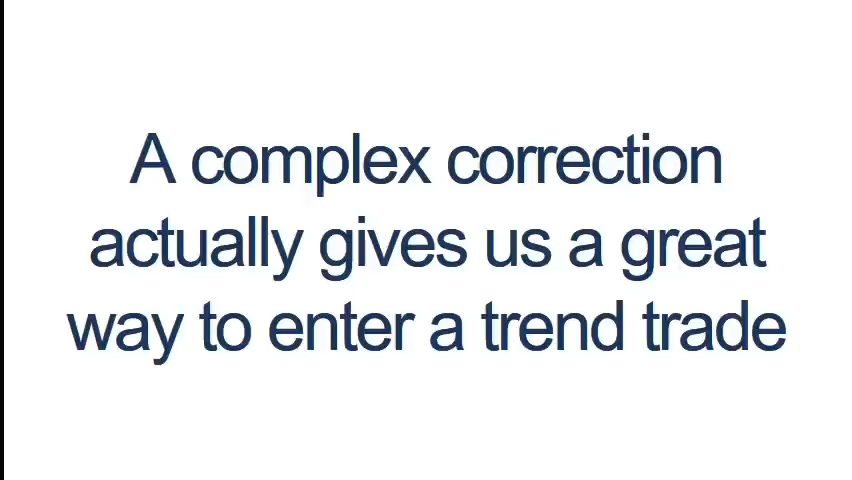 A complex correction
actually gives us a great
way to enter a trend trade